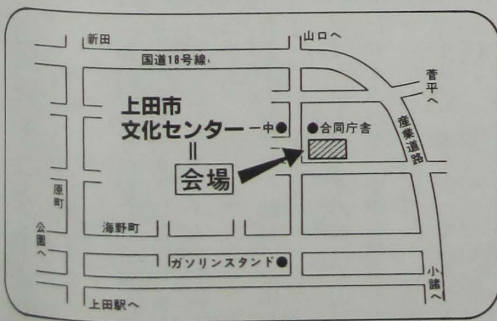 新田
山口へ
国道18号線
菅平へ
上田市
文化センター
一中
合同庁舎
産業道路
=
会場
原町
海野町
公園へ
ガソリンスタンド
小諸へ
上田駅へ